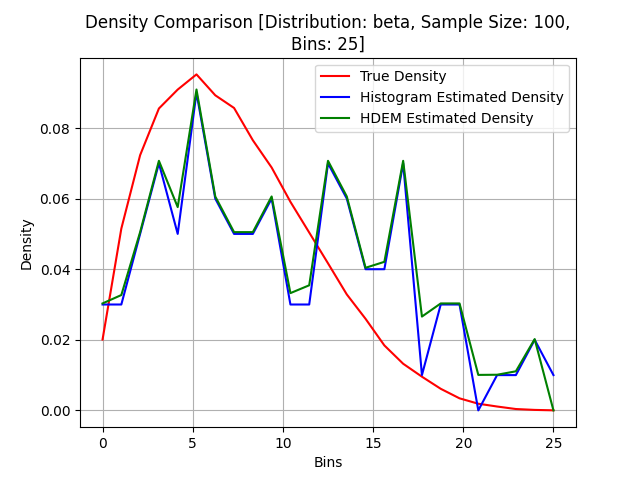 Density Comparison [Distribution: beta, Sample Size: 100,
Bins: 25]
True Density
Histogram Estimated Density
HDEM Estimated Density
Density
0.08
0.06
0.04
0.02
0.00
0 5 10 15 20 25
Bins